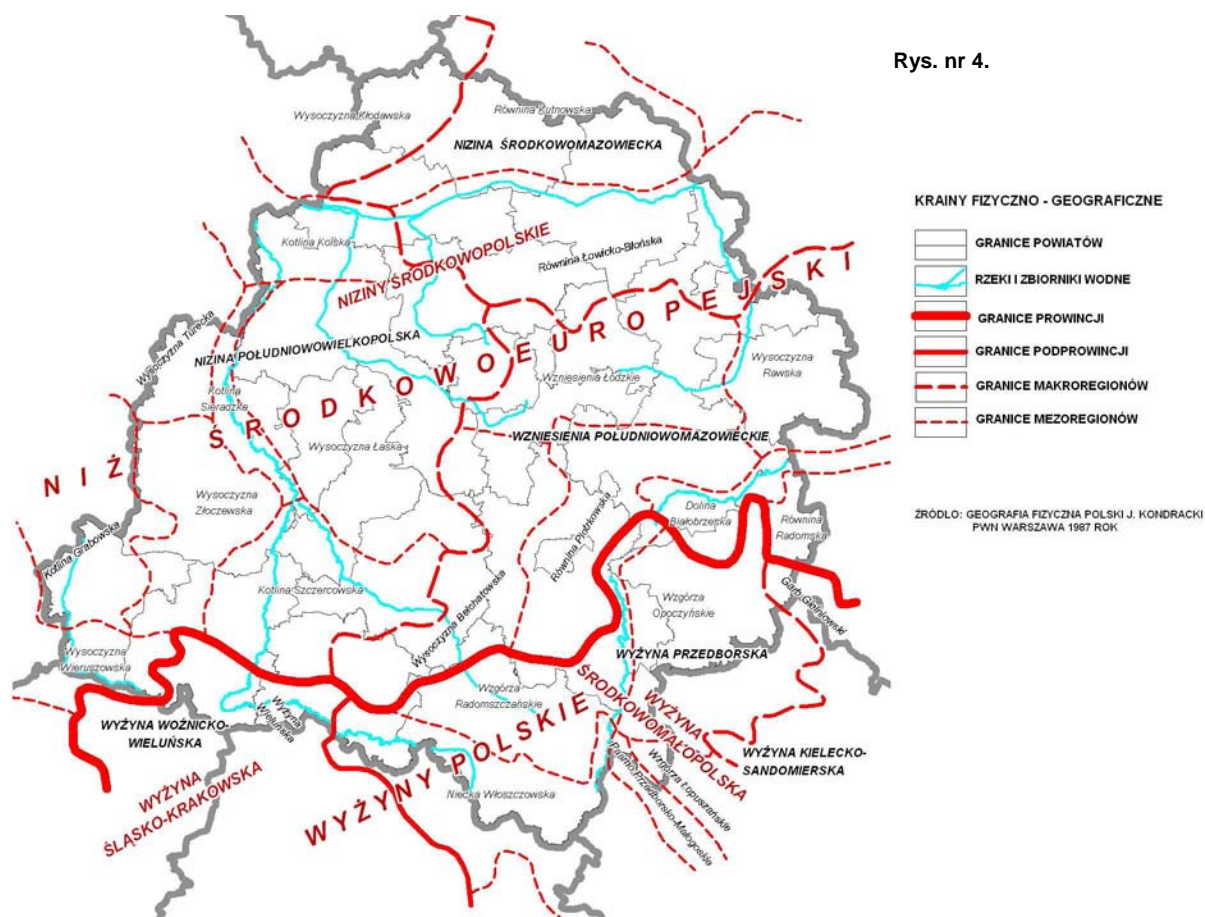 Rys. nr 4.
Wysoczyzna Kłodawska
Równina Kutnowska
NIZINA ŚRODKOWOMAZOWIECKA
Kotlina Kolska
NIZINY ŚRODKOWOPOLSKIE
Równina Łowicko-Błońska
Wysoczyzna Turecka
NIZINA POŁUDNIOWOWIELKOPOLSKA
NIŻ ŚRODKOWOEUROPEJSKI
Wzniesienia Łódzkie
Wysoczyzna
Rawska
Kotlina
Sieradzka
Wysoczyzna Łaska
WZNIESIENIA POŁUDNIOWOMAZOWIECKIE
Wysoczyzna
Złoczewska
Dolina
Białobrzeska
Równina
Radomska
Równina Piotrkowska
Kotlina Grabowska
Kotlina Szczercowska
Wysoczyzna Bełchatowska
Wzgórza
Opoczyńskie
Garb Gielniowski
Wysoczyzna
Wieruszowska
WYŻYNA PRZEDBORSKA
Wzgórza
Radomszczańskie
WYŻYNA WOŹNICKO-
WIELUŃSKA
Wyżyna
Wieluńska
WYŻYNA
ŚRODKOWOMAŁOPOLSKA
WYŻYNA KIELECKO-
SANDOMIERSKA
WYŻYNA
ŚLĄSKO-KRAKOWSKA
WYŻYNY POLSKIE
Niecka Włoszczowska
Wzgórza Łopuszańskie
Pasmo Przedborsko-Małogoskie
KRAINY FIZYCZNO - GEOGRAFICZNE
GRANICE POWIATÓW
RZEKI I ZBIORNIKI WODNE
GRANICE PROWINCJI
GRANICE PODPROWINCJI
GRANICE MAKROREGIONÓW
GRANICE MEZOREGIONÓW
ŹRÓDŁO: GEOGRAFIA FIZYCZNA POLSKI J. KONDRACKI
PWN WARSZAWA 1987 ROK